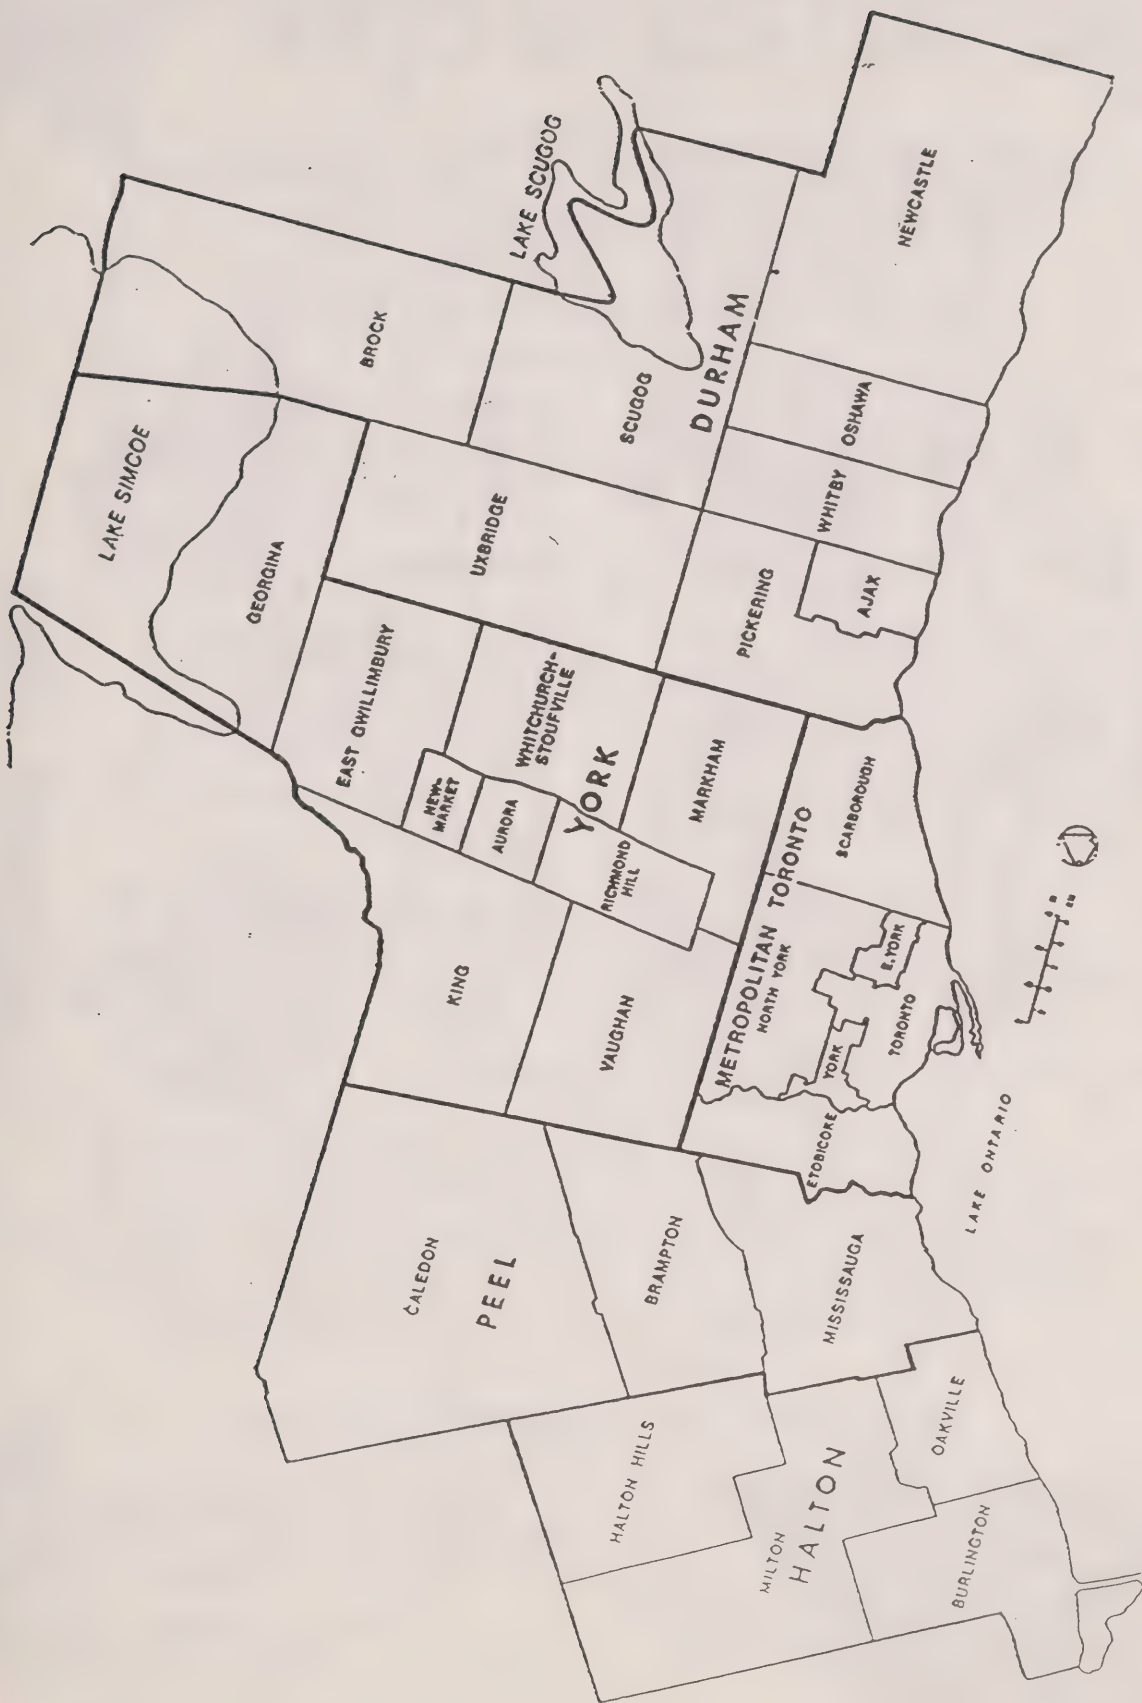 LAKE SIMCOE
GEORGINA
BROCK
LAKE SCUGOG
UXBRIDGE
SCUGOG
DURHAM
NEWCASTLE
OSHAWA
WHITBY
PICKERING
AJAX
EAST GWILLIMBURY
NEW-
MARKET
WHITCHURCH-
STOUFVILLE
AURORA
YORK
RICHMOND
HILL
MARKHAM
KING
VAUGHAN
METROPOLITAN TORONTO
NORTH YORK
SCARBOROUGH
E.YORK
YORK
TORONTO
ETOBICOKE
LAKE ONTARIO
CALEDON
PEEL
BRAMPTON
MISSISSAUGA
HALTON HILLS
MILTON
HALTON
OAKVILLE
BURLINGTON